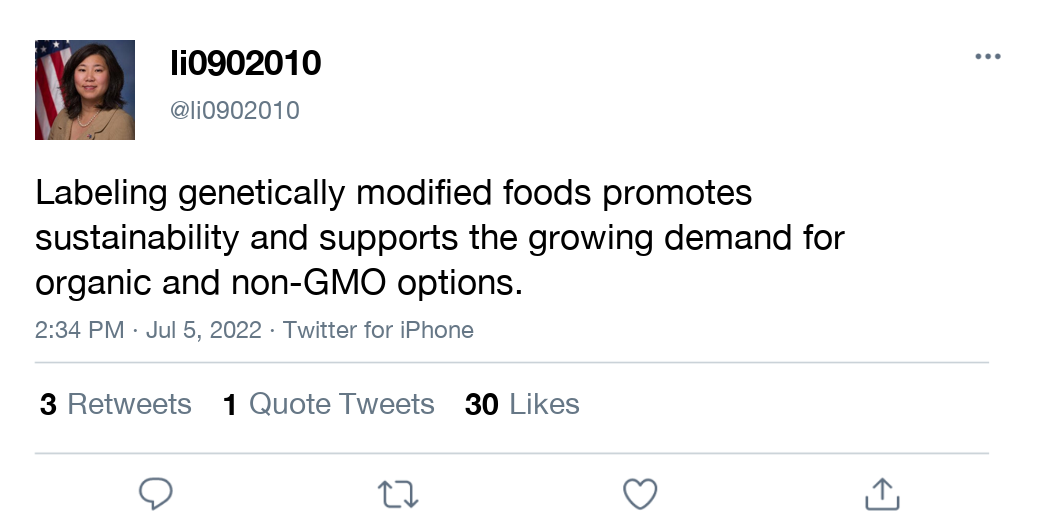 li0902010
@li0902010
Labeling genetically modified foods promotes
sustainability and supports the growing demand for
organic and non-GMO options.
2:34 PM · Jul 5, 2022 · Twitter for iPhone
3 Retweets 1 Quote Tweets 30 Likes